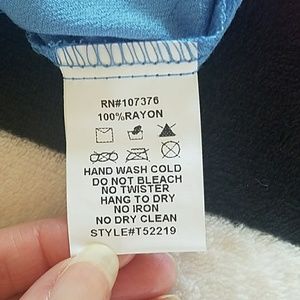 RN#107376
100%RAYON
HAND WASH COLD
DO NOT BLEACH
NO TWISTER
HANG TO DRY
NO IRON
NO DRY CLEAN
STYLE#T52219